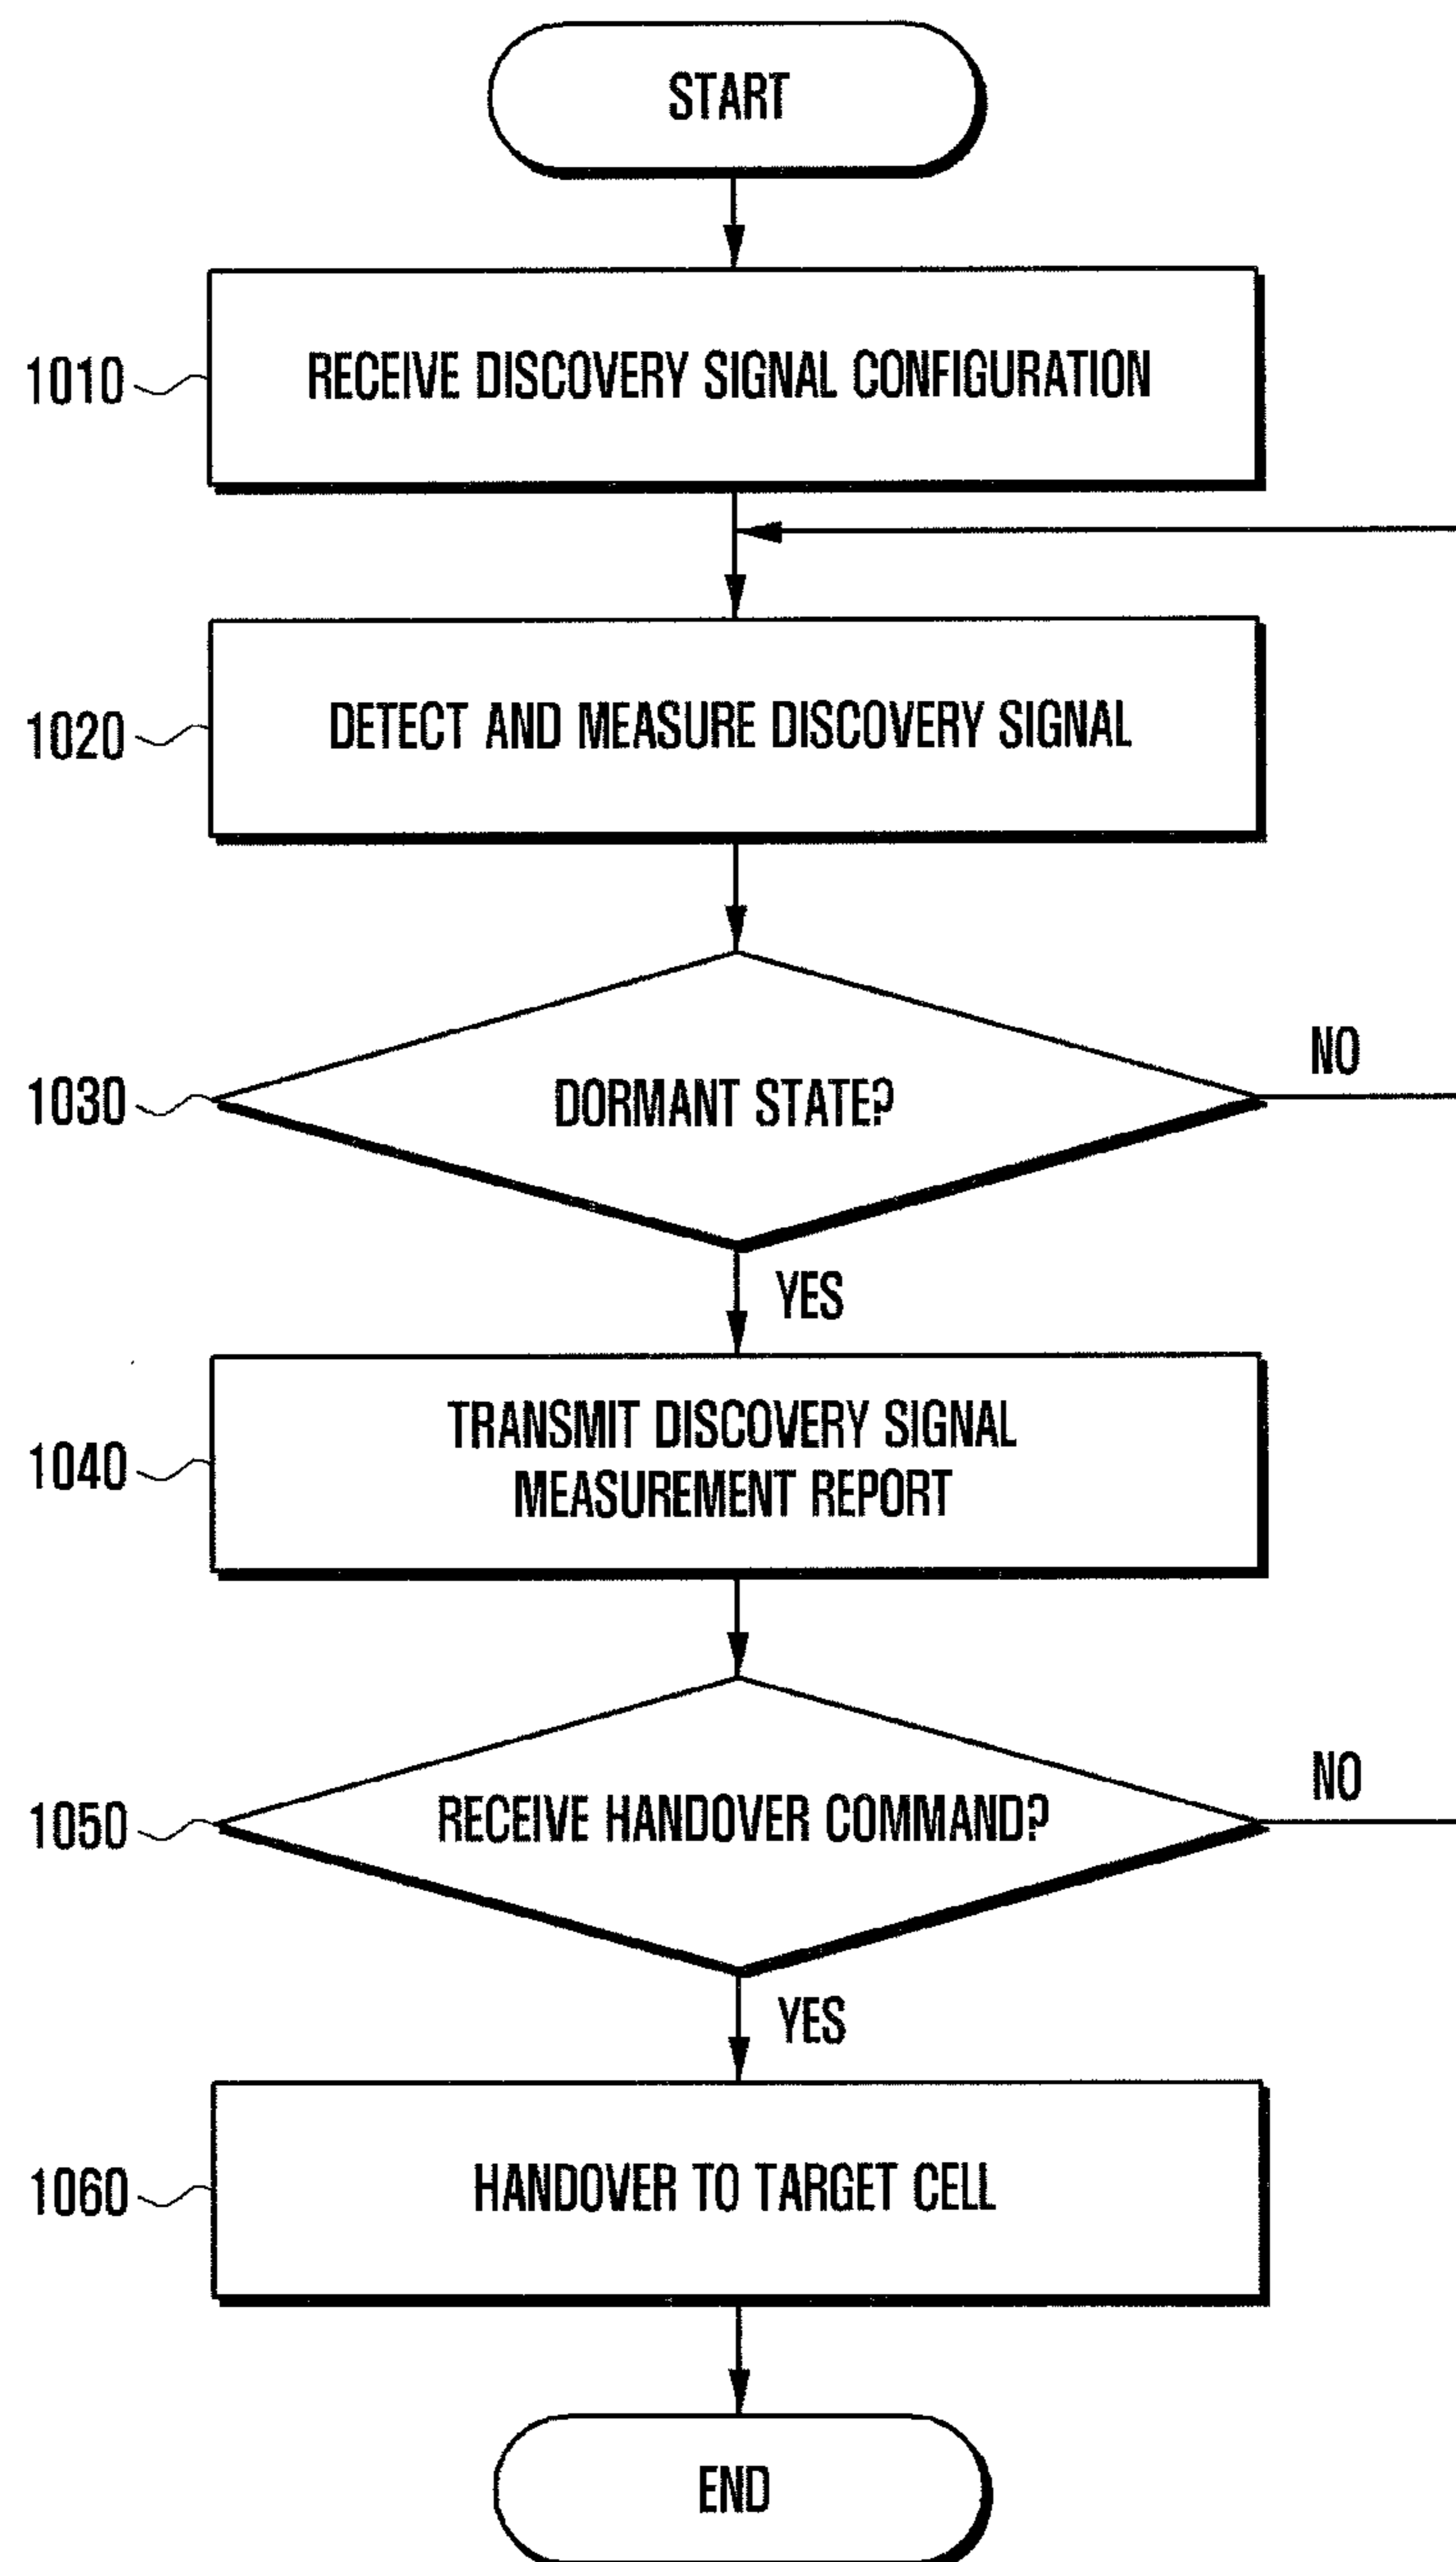 START
1010
RECEIVE DISCOVERY SIGNAL CONFIGURATION
1020
DETECT AND MEASURE DISCOVERY SIGNAL
1030
DORMANT STATE?
NO
YES
1040
TRANSMIT DISCOVERY SIGNAL
MEASUREMENT REPORT
1050
RECEIVE HANDOVER COMMAND?
NO
YES
1060
HANDOVER TO TARGET CELL
END